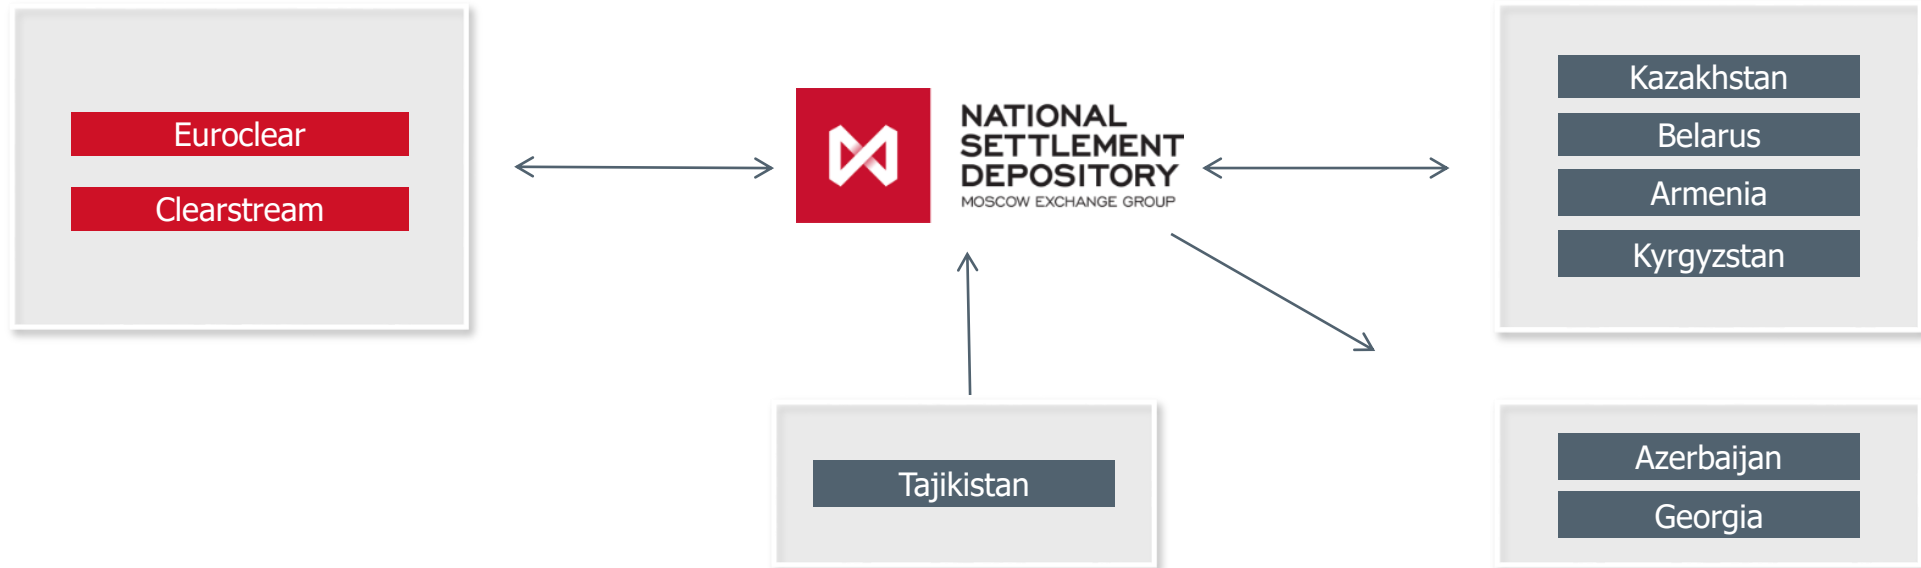 Euroclear
Clearstream
NATIONAL
SETTLEMENT
DEPOSITORY
MOSCOW EXCHANGE GROUP
Kazakhstan
Belarus
Armenia
Kyrgyzstan
Tajikistan
Azerbaijan
Georgia